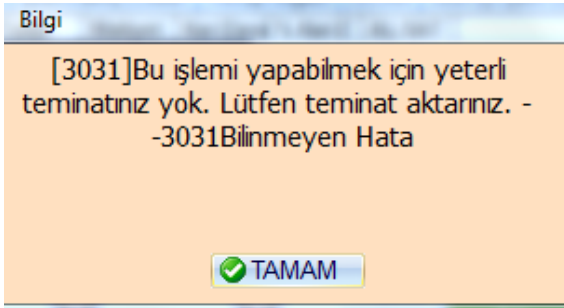 Bilgi
[3031]Bu işlemi yapabilmek için yeterli
teminatınız yok. Lütfen teminat aktarınız. -
-3031Bilinmeyen Hata
TAMAM